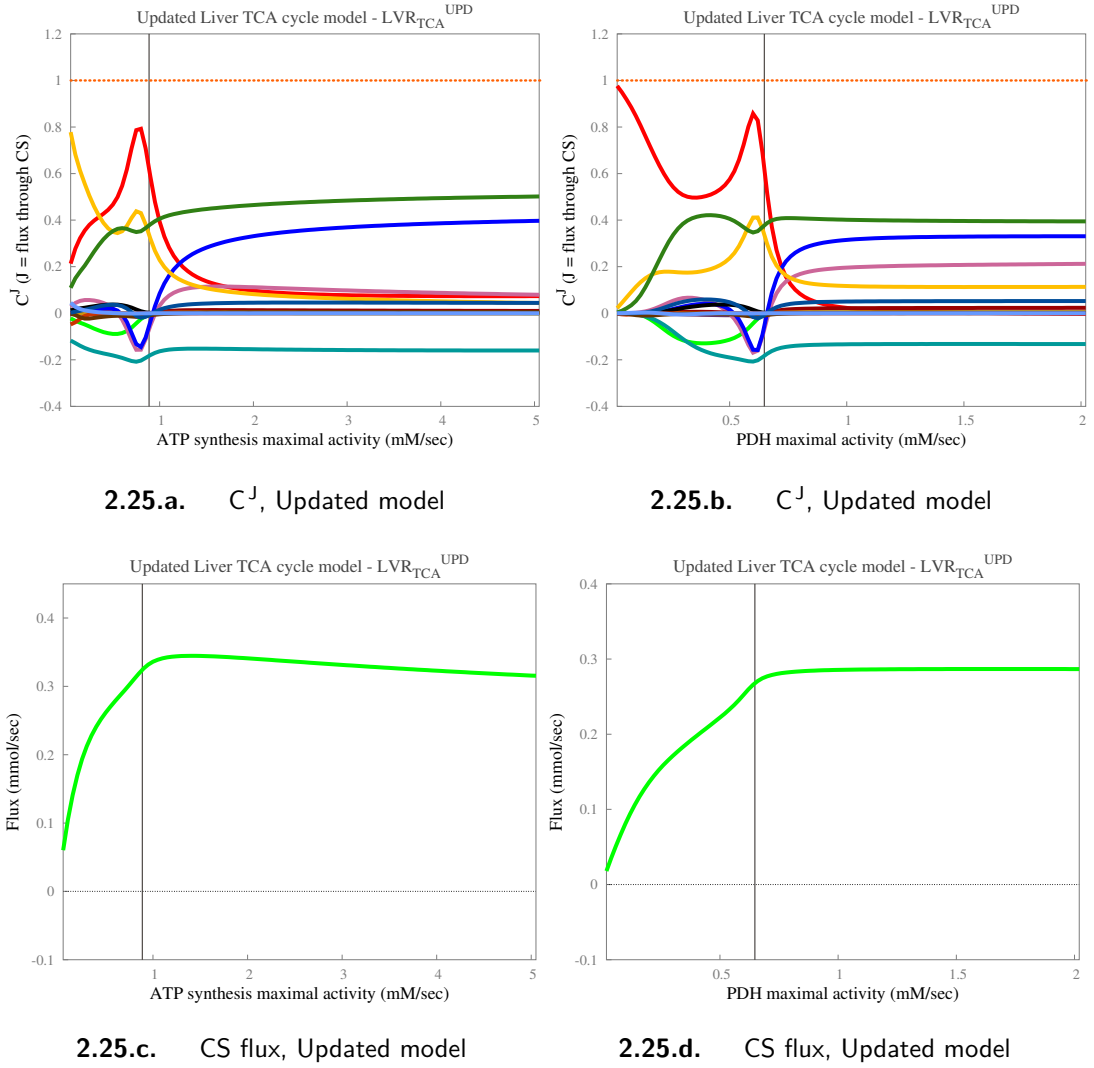 Updated Liver TCA cycle model - LVR_TCA^UPD
1.2
1
0.8
0.6
0.4
0.2
0
-0.2
-0.4
C^J (J = flux through CS)
1 2 3 4 5
ATP synthesis maximal activity (mM/sec)
2.25.a. C^J, Updated model
Updated Liver TCA cycle model - LVR_TCA^UPD
1.2
1
0.8
0.6
0.4
0.2
0
-0.2
-0.4
C^J (J = flux through CS)
0.5 1 1.5 2
PDH maximal activity (mM/sec)
2.25.b. C^J, Updated model
Updated Liver TCA cycle model - LVR_TCA^UPD
0.4
0.3
0.2
0.1
0
-0.1
Flux (mmol/sec)
1 2 3 4 5
ATP synthesis maximal activity (mM/sec)
2.25.c. CS flux, Updated model
Updated Liver TCA cycle model - LVR_TCA^UPD
0.4
0.3
0.2
0.1
0
-0.1
Flux (mmol/sec)
0.5 1 1.5 2
PDH maximal activity (mM/sec)
2.25.d. CS flux, Updated model